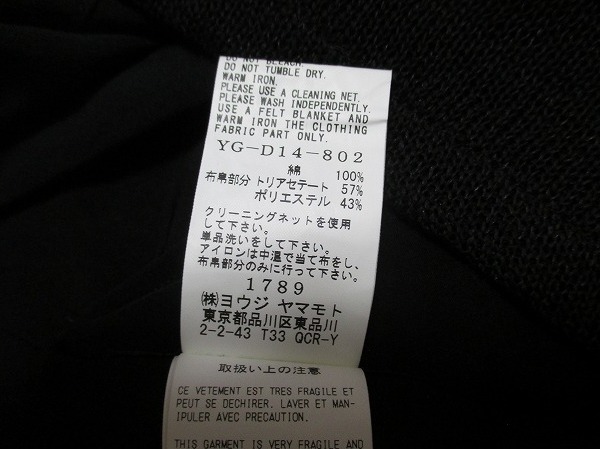 DO NOT BLEACH.
DO NOT TUMBLE DRY.
WARM IRON.
PLEASE USE A CLEANING NET.
PLEASE WASH INDEPENDENTLY.
USE A FELT BLANKET AND
WARM IRON THE CLOTHING
FABRIC PART ONLY.
YG-D14-802
綿 100%
布帛部分 トリアセテート 57%
ポリエステル 43%
クリーニングネットを使用
して下さい。
単品洗いをして下さい。
アイロンは中温で当て布をし、
布帛部分のみに行って下さい。
1789
㈱ヨウジ ヤマモト
東京都品川区東品川
2-2-43 T33 QCR-Y
取扱い上の注意
CE VETEMENT EST TRES FRAGILE ET
PEUT SE DECHIRER. LAVER ET MAN-
IPULER AVEC PRECAUTION.
THIS GARMENT IS VERY FRAGILE AND